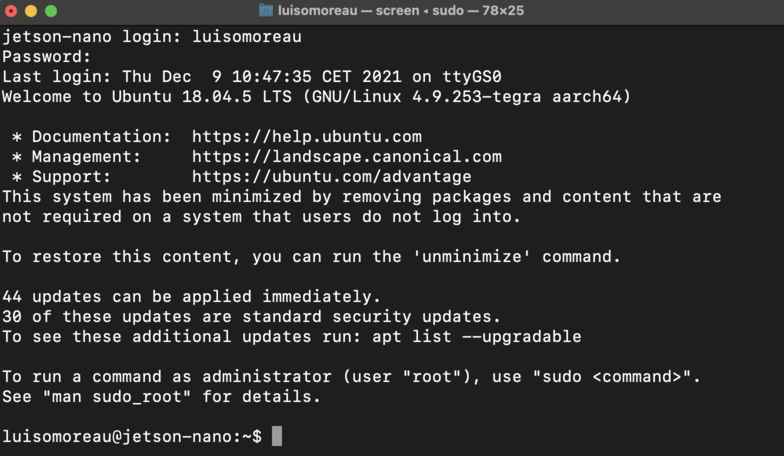 luisomoreau — screen ◂ sudo — 78×25
jetson-nano login: luisomoreau
Password:
Last login: Thu Dec  9 10:47:35 CET 2021 on ttyGS0
Welcome to Ubuntu 18.04.5 LTS (GNU/Linux 4.9.253-tegra aarch64)
 * Documentation:  https://help.ubuntu.com
 * Management:     https://landscape.canonical.com
 * Support:        https://ubuntu.com/advantage
This system has been minimized by removing packages and content that are
not required on a system that users do not log into.
To restore this content, you can run the 'unminimize' command.
44 updates can be applied immediately.
30 of these updates are standard security updates.
To see these additional updates run: apt list --upgradable
To run a command as administrator (user "root"), use "sudo <command>".
See "man sudo_root" for details.
luisomoreau@jetson-nano:~$